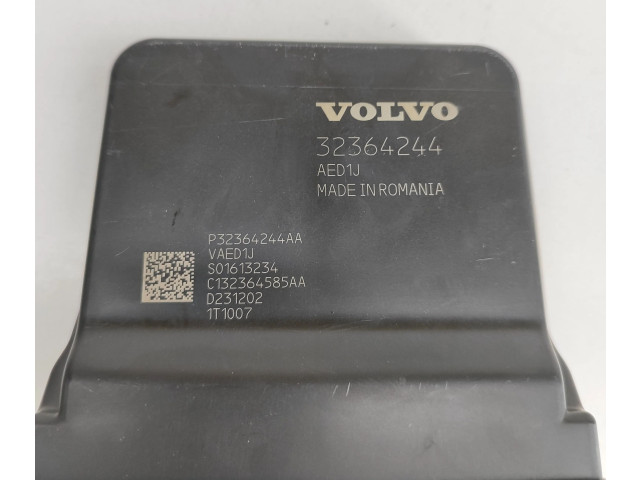 VOLVO
32364244
AED1J
MADE IN ROMANIA
P32364244AA
VAED1J
S01613234
C132364585AA
D231202
1T1007